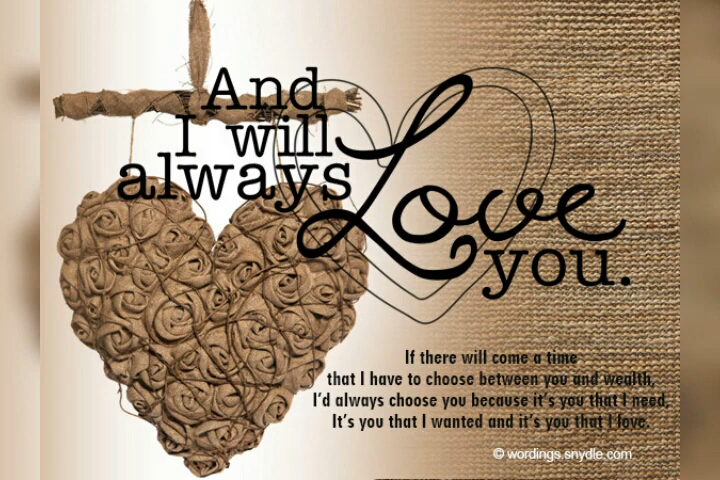 And
I will
always
Love
you.
If there will come a time
that I have to choose between you and wealth,
I'd always choose you because it's you that I need,
It's you that I wanted and it's you that I love.
© wordings.snydle.com